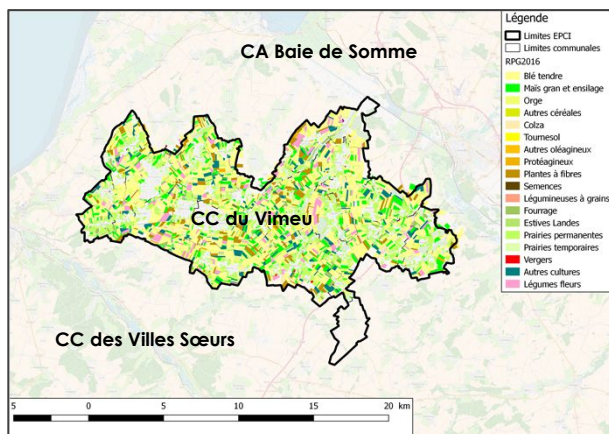 CA Baie de Somme
CC du Vimeu
CC des Villes Sœurs
Légende
Limites EPCI
Limites communales
RPG2016
Blé tendre
Maïs grain et ensilage
Orge
Autres céréales
Colza
Tournesol
Autres oléagineux
Protéagineux
Plantes à fibres
Semences
Légumineuses à grains
Fourrage
Estives Landes
Prairies permanentes
Prairies temporaires
Vergers
Autres cultures
Légumes fleurs
5 0 5 10 15 20 km